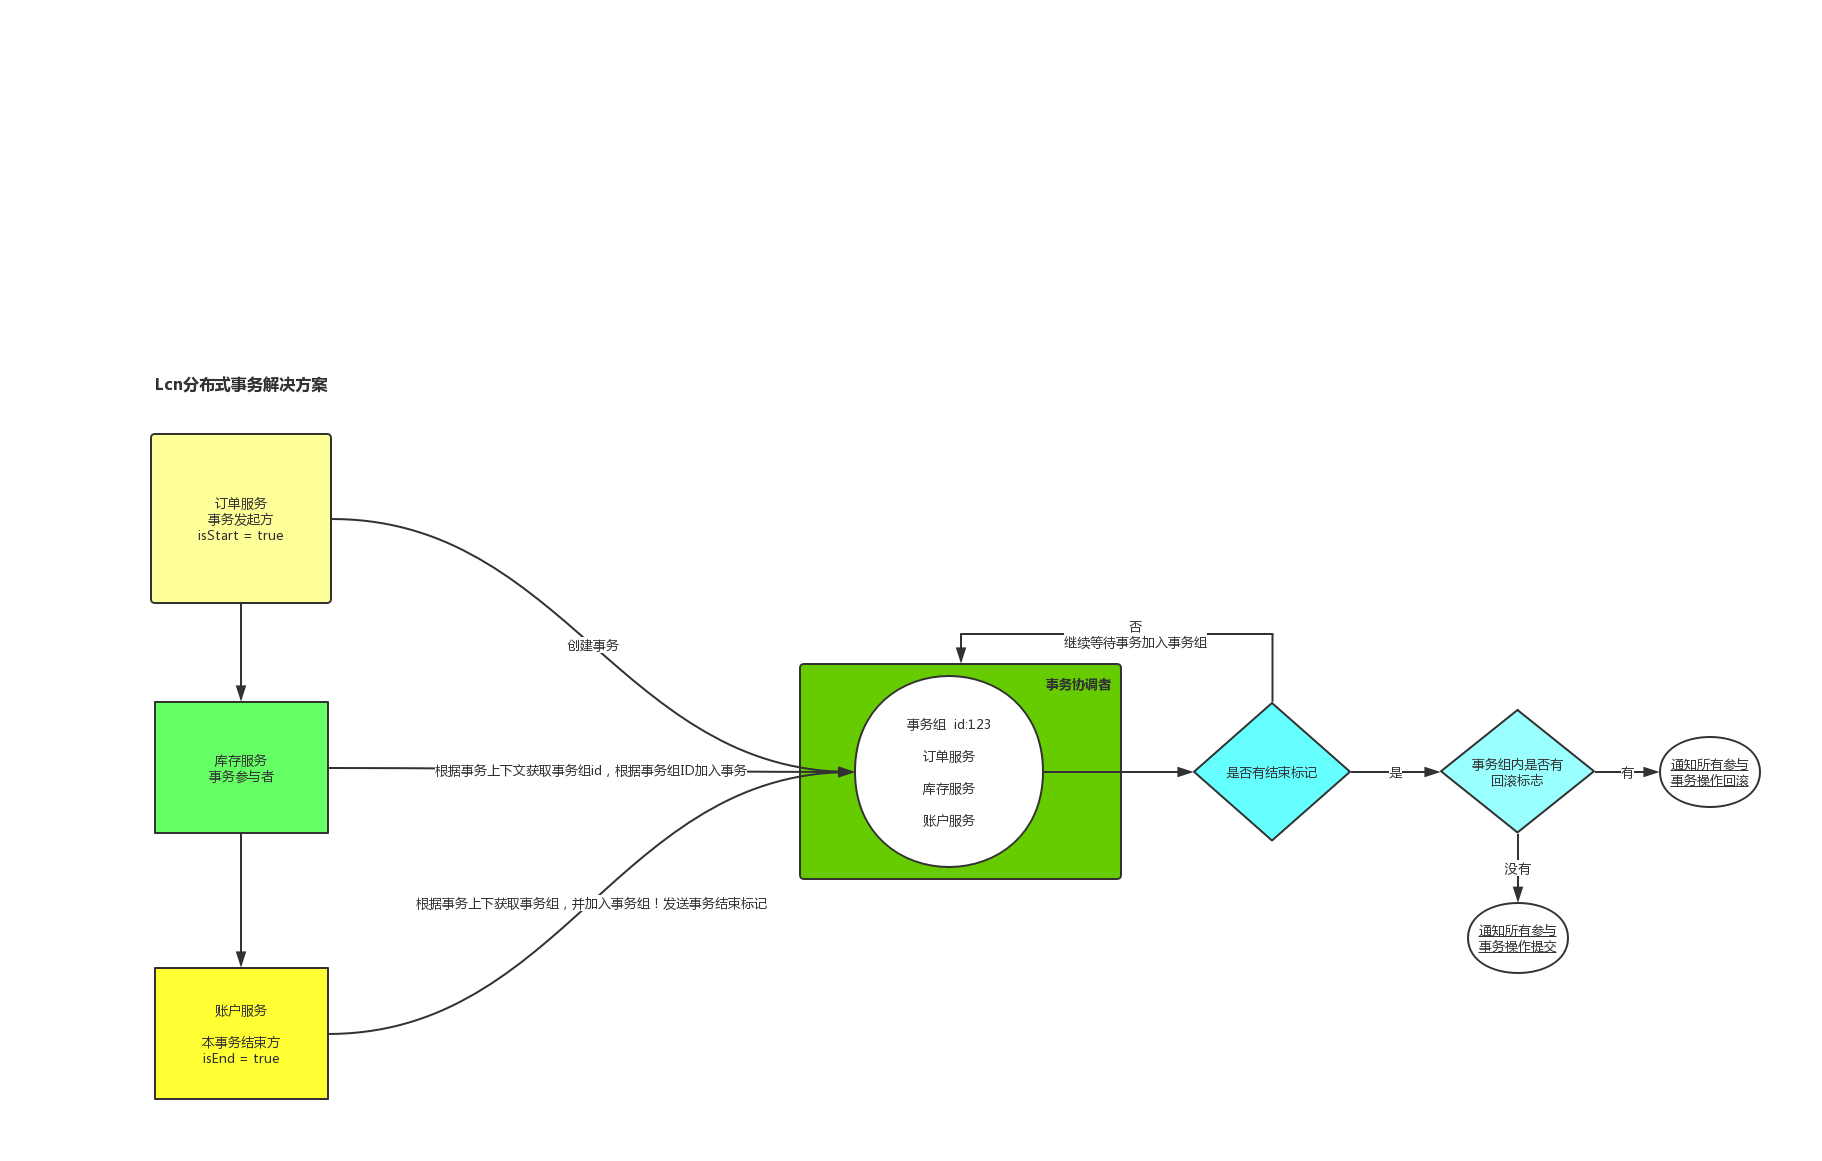 Lcn分布式事务解决方案
订单服务
事务发起方
isStart = true
创建事务
库存服务
事务参与者
根据事务上下文获取事务组id，根据事务组ID加入事务
账户服务
本事务结束方
isEnd = true
根据事务上下获取事务组，并加入事务组！发送事务结束标记
事务协调者
事务组 id:123
订单服务
库存服务
账户服务
否
继续等待事务加入事务组
是否有结束标记
是
事务组内是否有
回滚标志
有
通知所有参与
事务操作回滚
没有
通知所有参与
事务操作提交